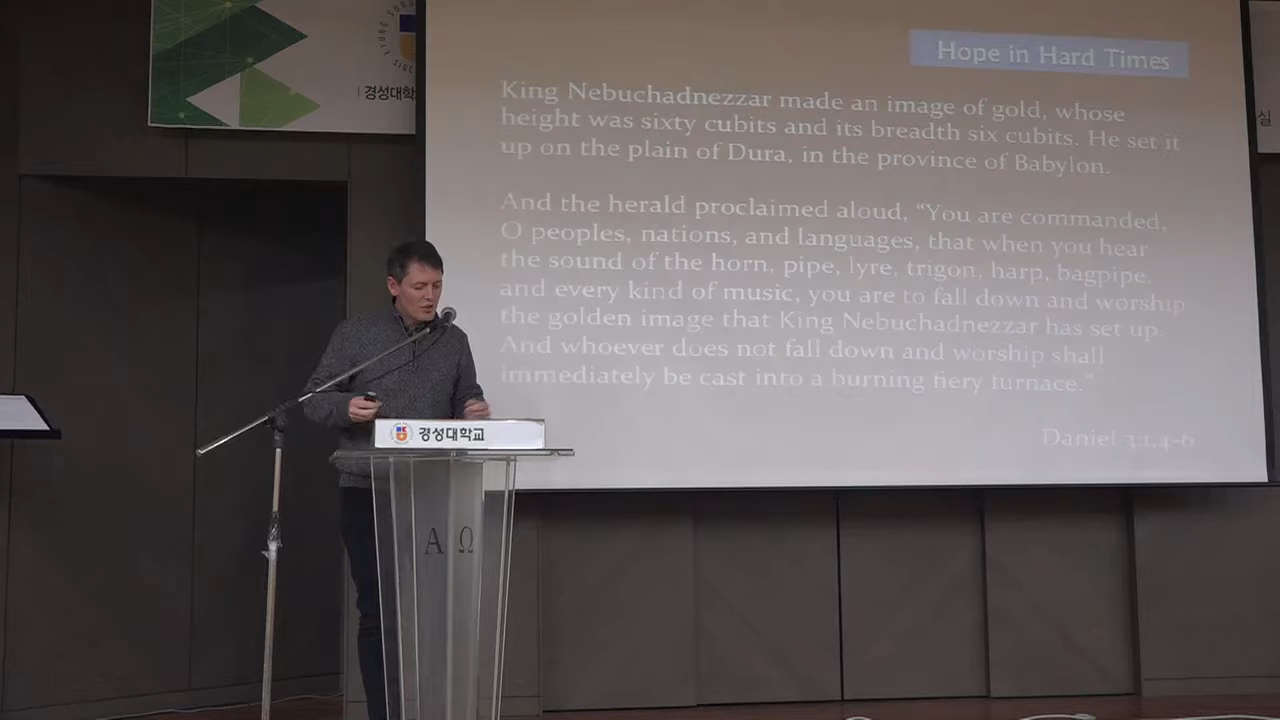 경성대학
실
Hope in Hard Times
King Nebuchadnezzar made an image of gold, whose
height was sixty cubits and its breadth six cubits. He set it
up on the plain of Dura, in the province of Babylon.
And the herald proclaimed aloud, “You are commanded,
O peoples, nations, and languages, that when you hear
the sound of the horn, pipe, lyre, trigon, harp, bagpipe,
and every kind of music, you are to fall down and worship
the golden image that King Nebuchadnezzar has set up.
And whoever does not fall down and worship shall
immediately be cast into a burning fiery furnace.”
Daniel 3:1,4-6
경성대학교
Α Ω